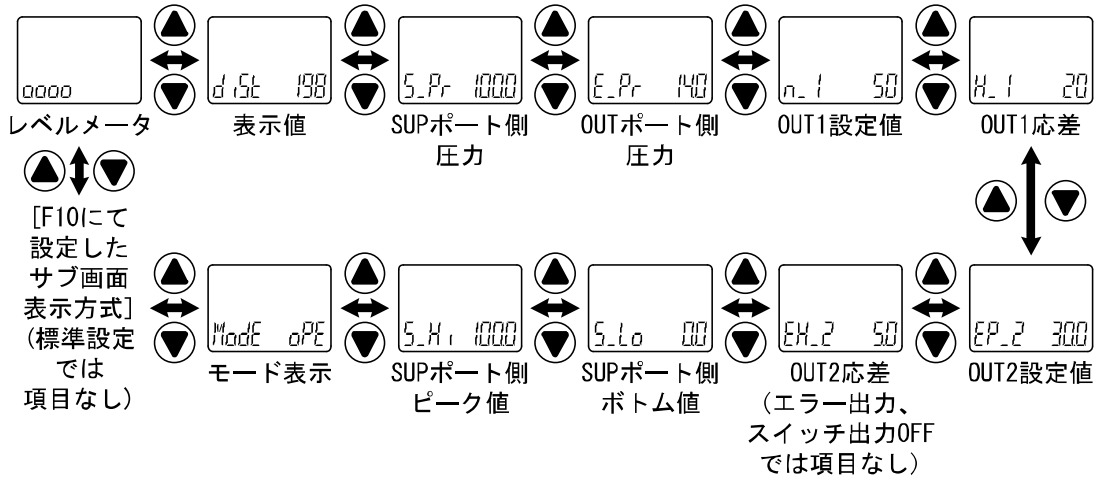 oooo
レベルメータ
diSt 198
表示値
S_Pr 100.0
SUPポート側
圧力
E_Pr 14.0
OUTポート側
圧力
n_1 5.0
OUT1設定値
H_1 2.0
OUT1応差
[F10にて
設定した
サブ画面
表示方式]
(標準設定
では
項目なし)
ModE oPE
モード表示
S_Hi 100.0
SUPポート側
ピーク値
S_Lo 0.0
SUPポート側
ボトム値
EH_2 5.0
OUT2応差
(エラー出力、
スイッチ出力OFF
では項目なし)
EP_2 30.0
OUT2設定値